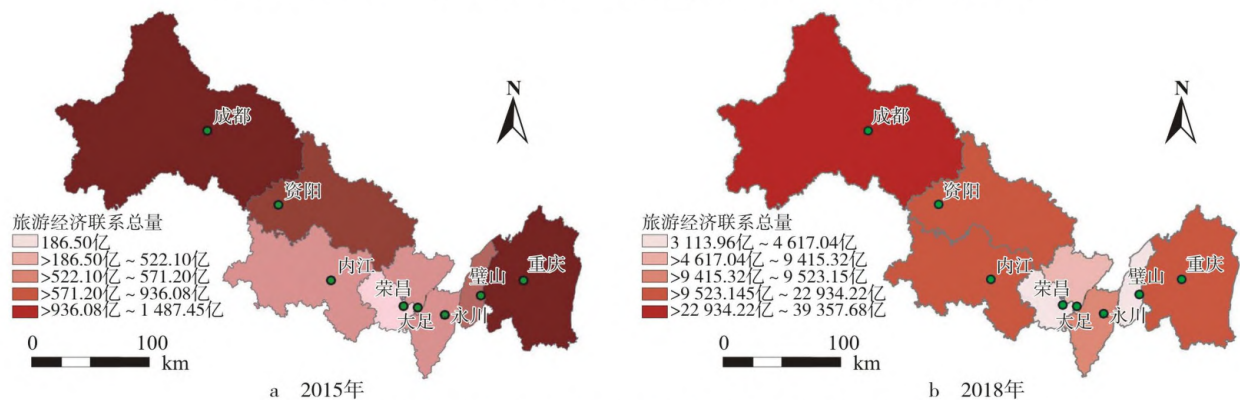 N
成都
资阳
旅游经济联系总量
186.50亿
>186.50亿~522.10亿
>522.10亿~571.20亿
>571.20亿~936.08亿
>936.08亿~1 487.45亿
内江
荣昌
大足
永川
璧山
重庆
0 100
km
a 2015年
N
成都
资阳
旅游经济联系总量
3 113.96亿~4 617.04亿
>4 617.04亿~9 415.32亿
>9 415.32亿~9 523.15亿
>9 523.145亿~22 934.22亿
>22 934.22亿~39 357.68亿
内江
荣昌
大足
永川
璧山
重庆
0 100
km
b 2018年